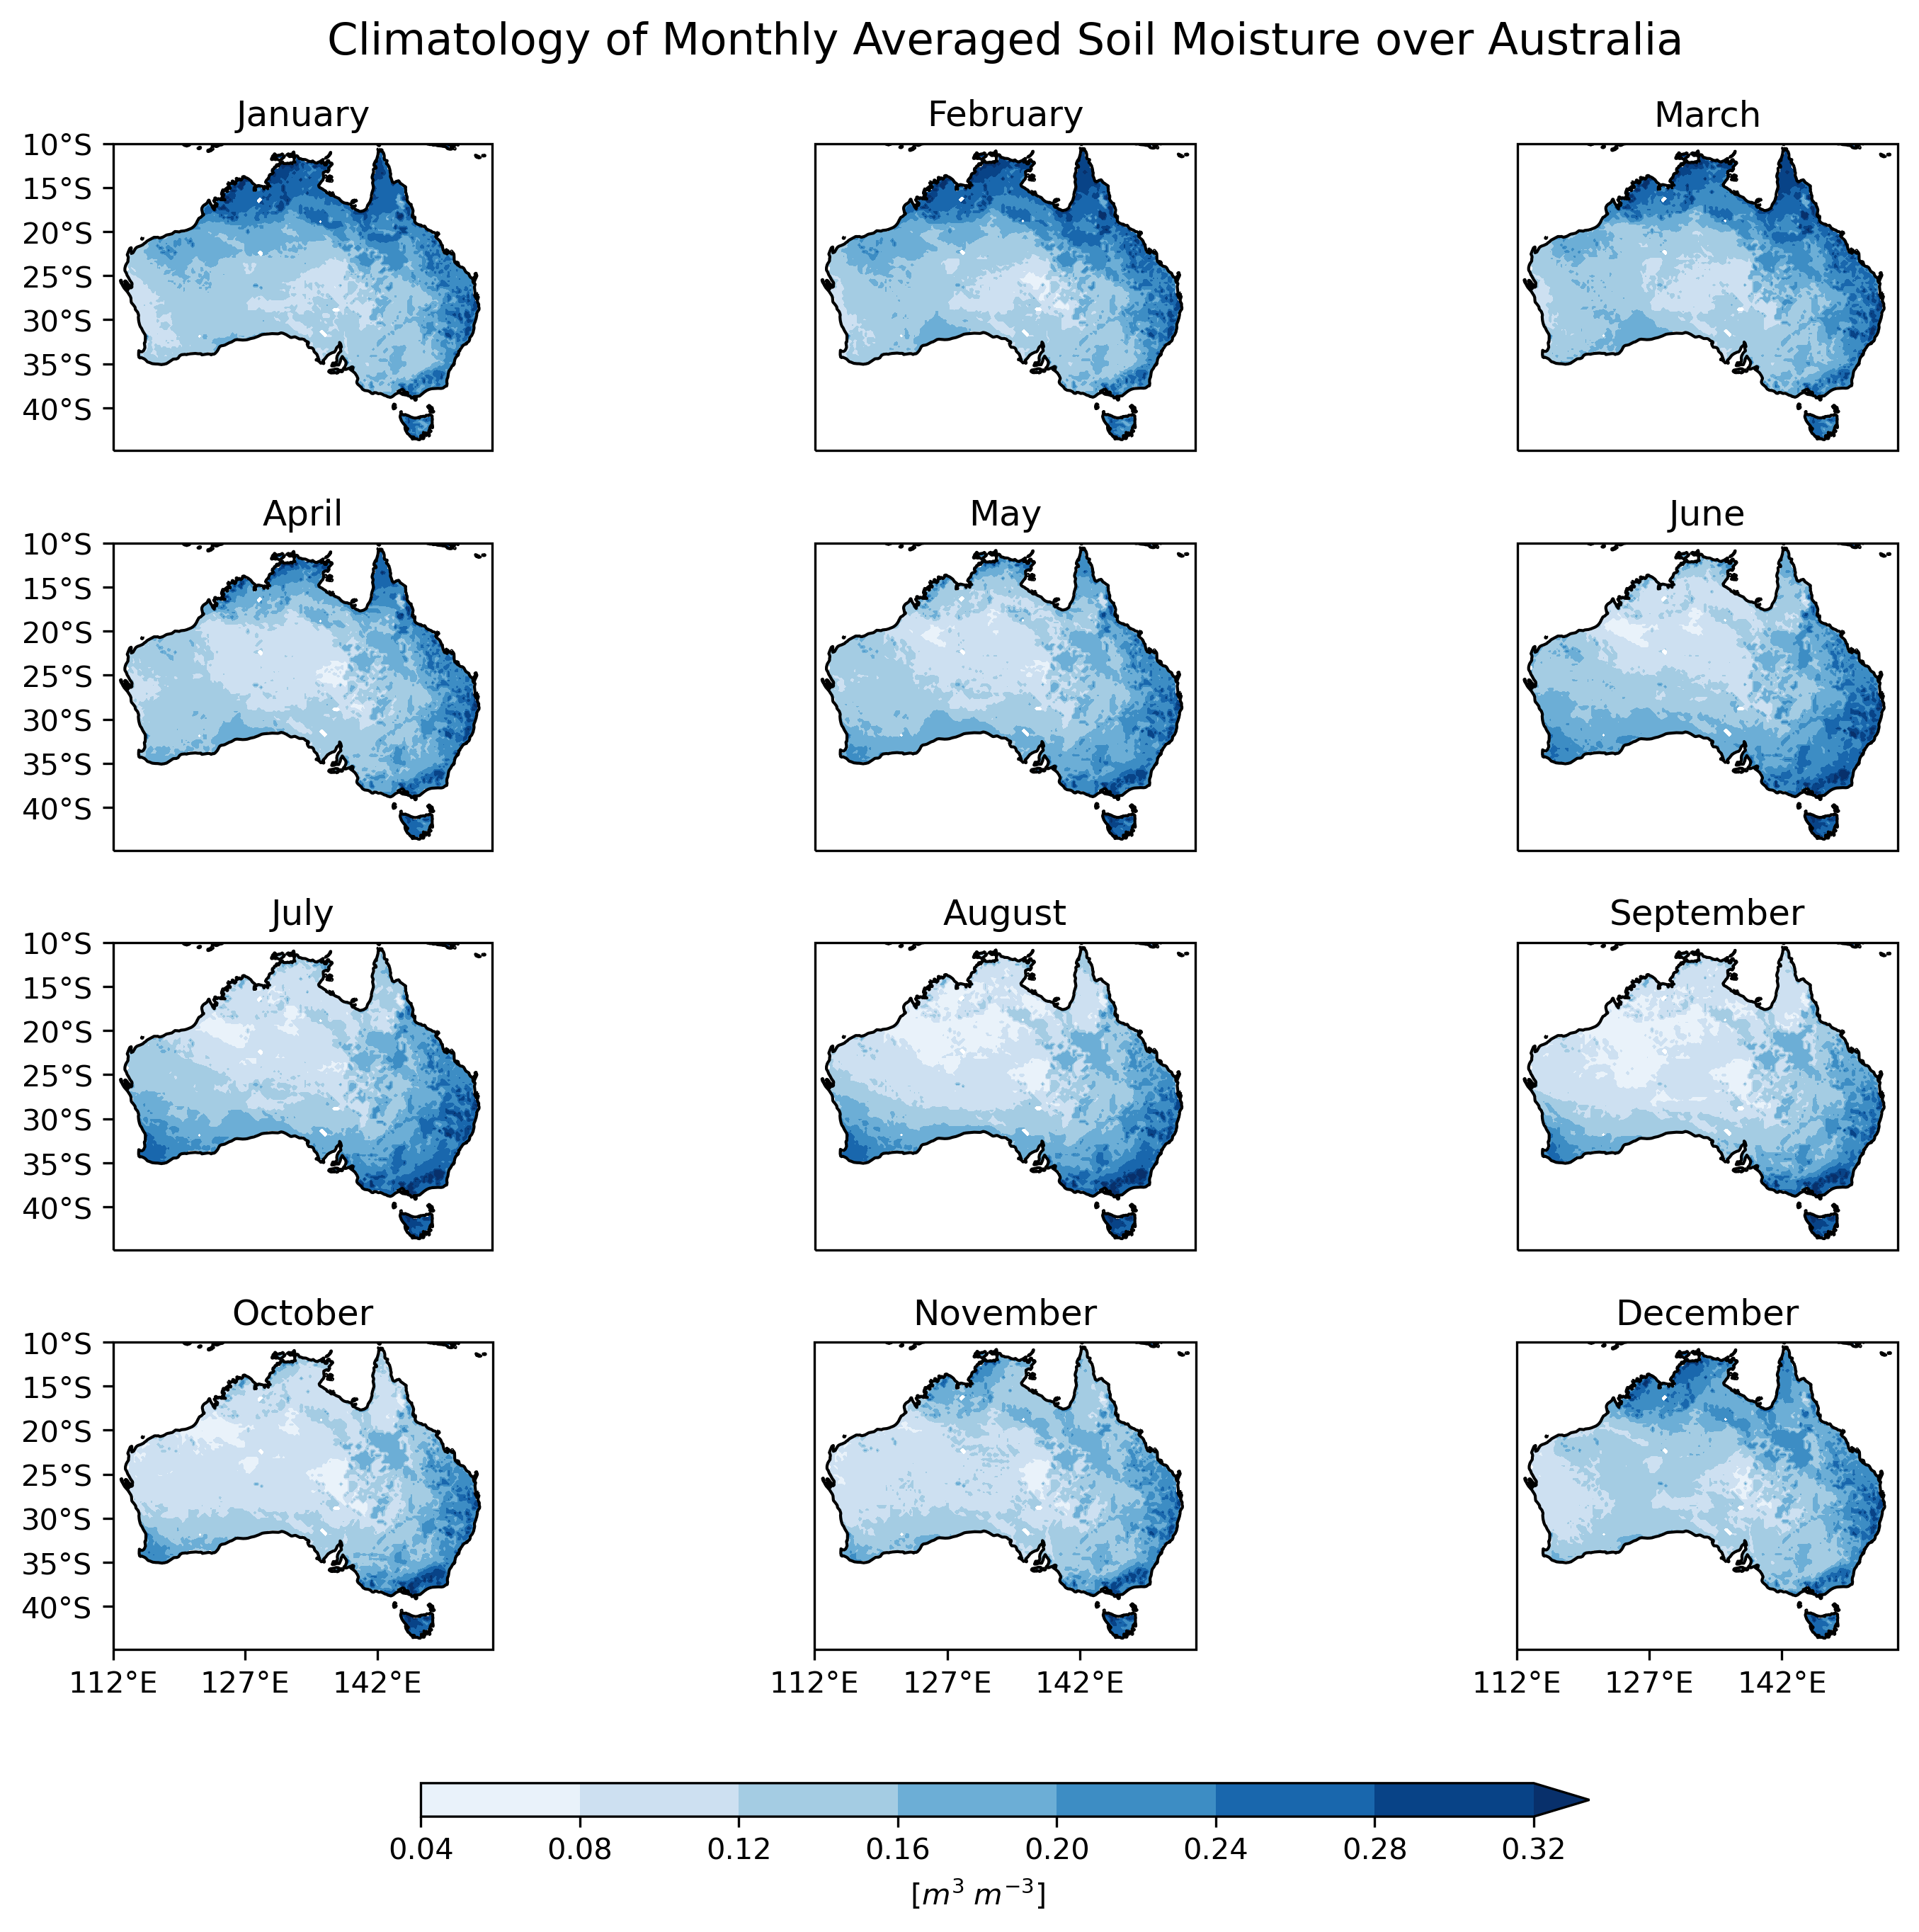 Climatology of Monthly Averaged Soil Moisture over Australia
January
February
March
10°S
15°S
20°S
25°S
30°S
35°S
40°S
April
May
June
10°S
15°S
20°S
25°S
30°S
35°S
40°S
July
August
September
10°S
15°S
20°S
25°S
30°S
35°S
40°S
October
November
December
10°S
15°S
20°S
25°S
30°S
35°S
40°S
112°E 127°E 142°E
112°E 127°E 142°E
112°E 127°E 142°E
0.04 0.08 0.12 0.16 0.20 0.24 0.28 0.32
[m³ m⁻³]